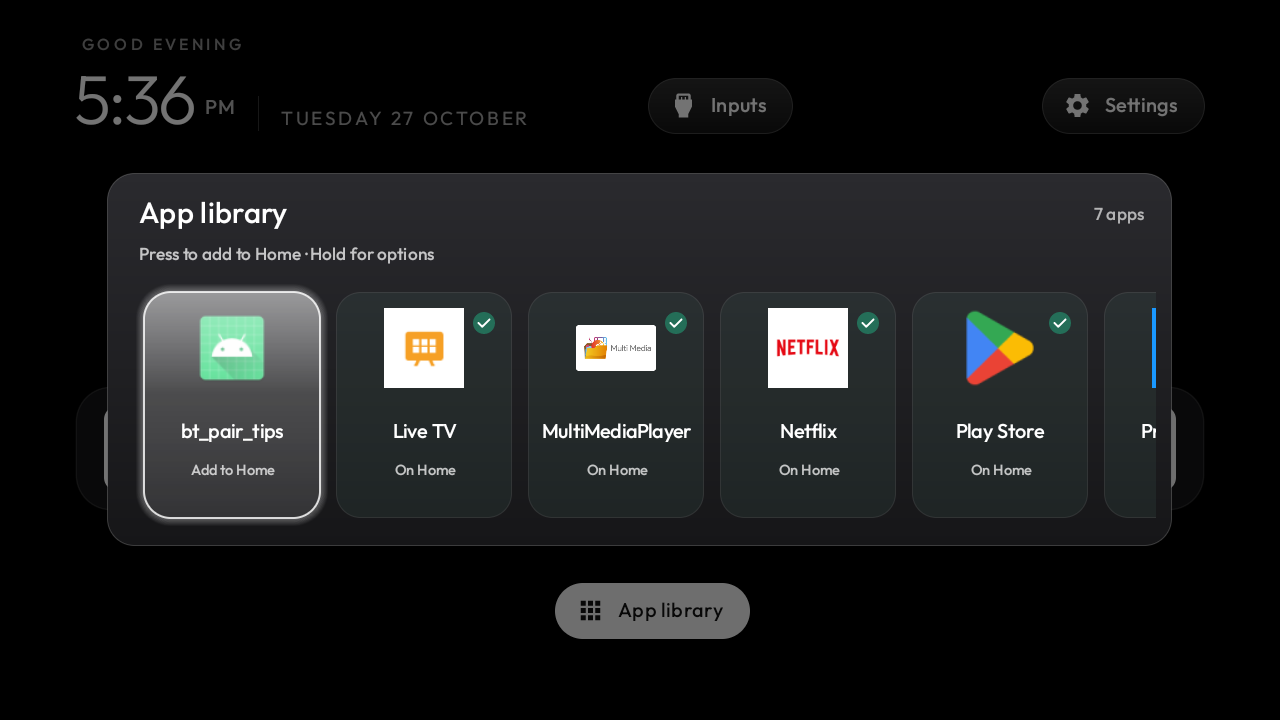 GOOD EVENING
5:36 PM
TUESDAY 27 OCTOBER
Inputs
Settings
App library
7 apps
Press to add to Home · Hold for options
Multi Media
NETFLIX
bt_pair_tips
Live TV
MultiMediaPlayer
Netflix
Play Store
Add to Home
On Home
On Home
On Home
On Home
App library